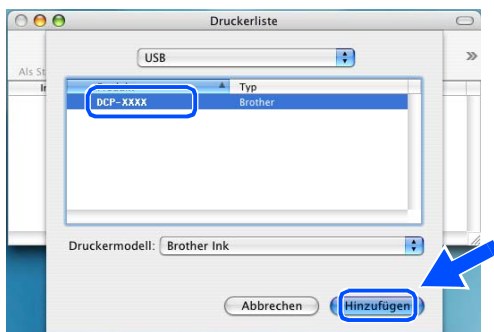 Druckerliste
USB
Als St
Typ
DCP-XXXX Brother
Druckermodell: Brother Ink
Abbrechen Hinzufügen